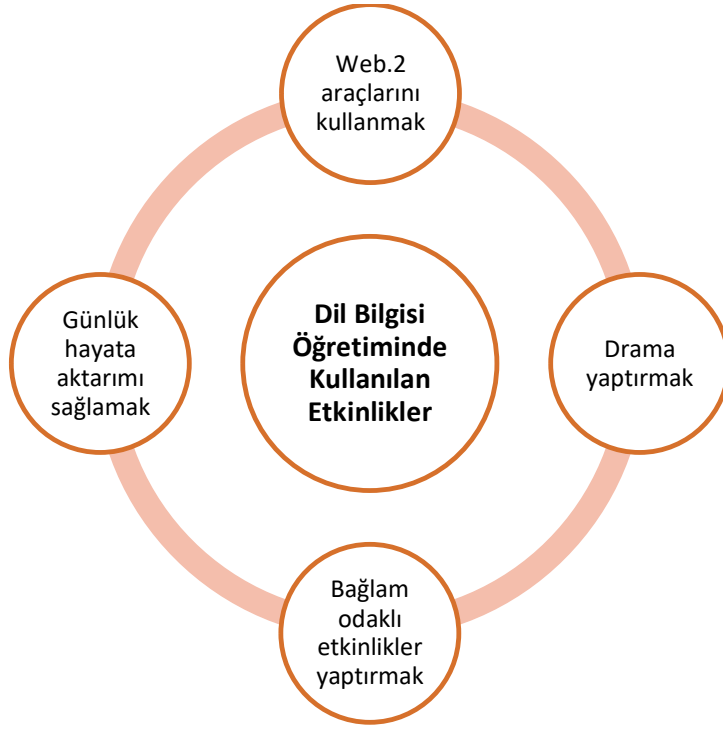 Web.2
araçlarını
kullanmak
Dil Bilgisi
Öğretiminde
Kullanılan
Etkinlikler
Drama
yaptırmak
Bağlam
odaklı
etkinlikler
yaptırmak
Günlük
hayata
aktarımı
sağlamak